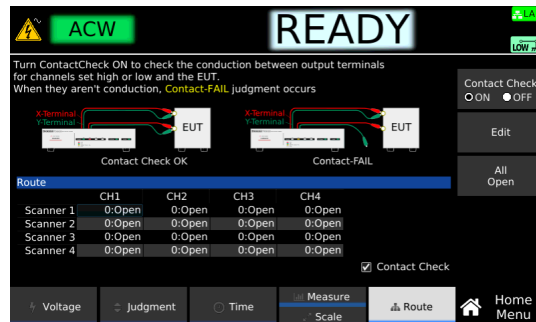 ACW
READY
LA
LOW
Turn ContactCheck ON to check the conduction between output terminals
for channels set high or low and the EUT.
When they aren't conduction, Contact-FAIL judgment occurs
X-Terminal
Y-Terminal
EUT
Contact Check OK
X-Terminal
Y-Terminal
EUT
Contact-FAIL
Contact Check
ON OFF
Edit
All
Open
Route
CH1 CH2 CH3 CH4
Scanner 1 0:Open 0:Open 0:Open 0:Open
Scanner 2 0:Open 0:Open 0:Open 0:Open
Scanner 3 0:Open 0:Open 0:Open 0:Open
Scanner 4 0:Open 0:Open 0:Open 0:Open
Contact Check
Voltage
Judgment
Time
Measure
Scale
Route
Home
Menu